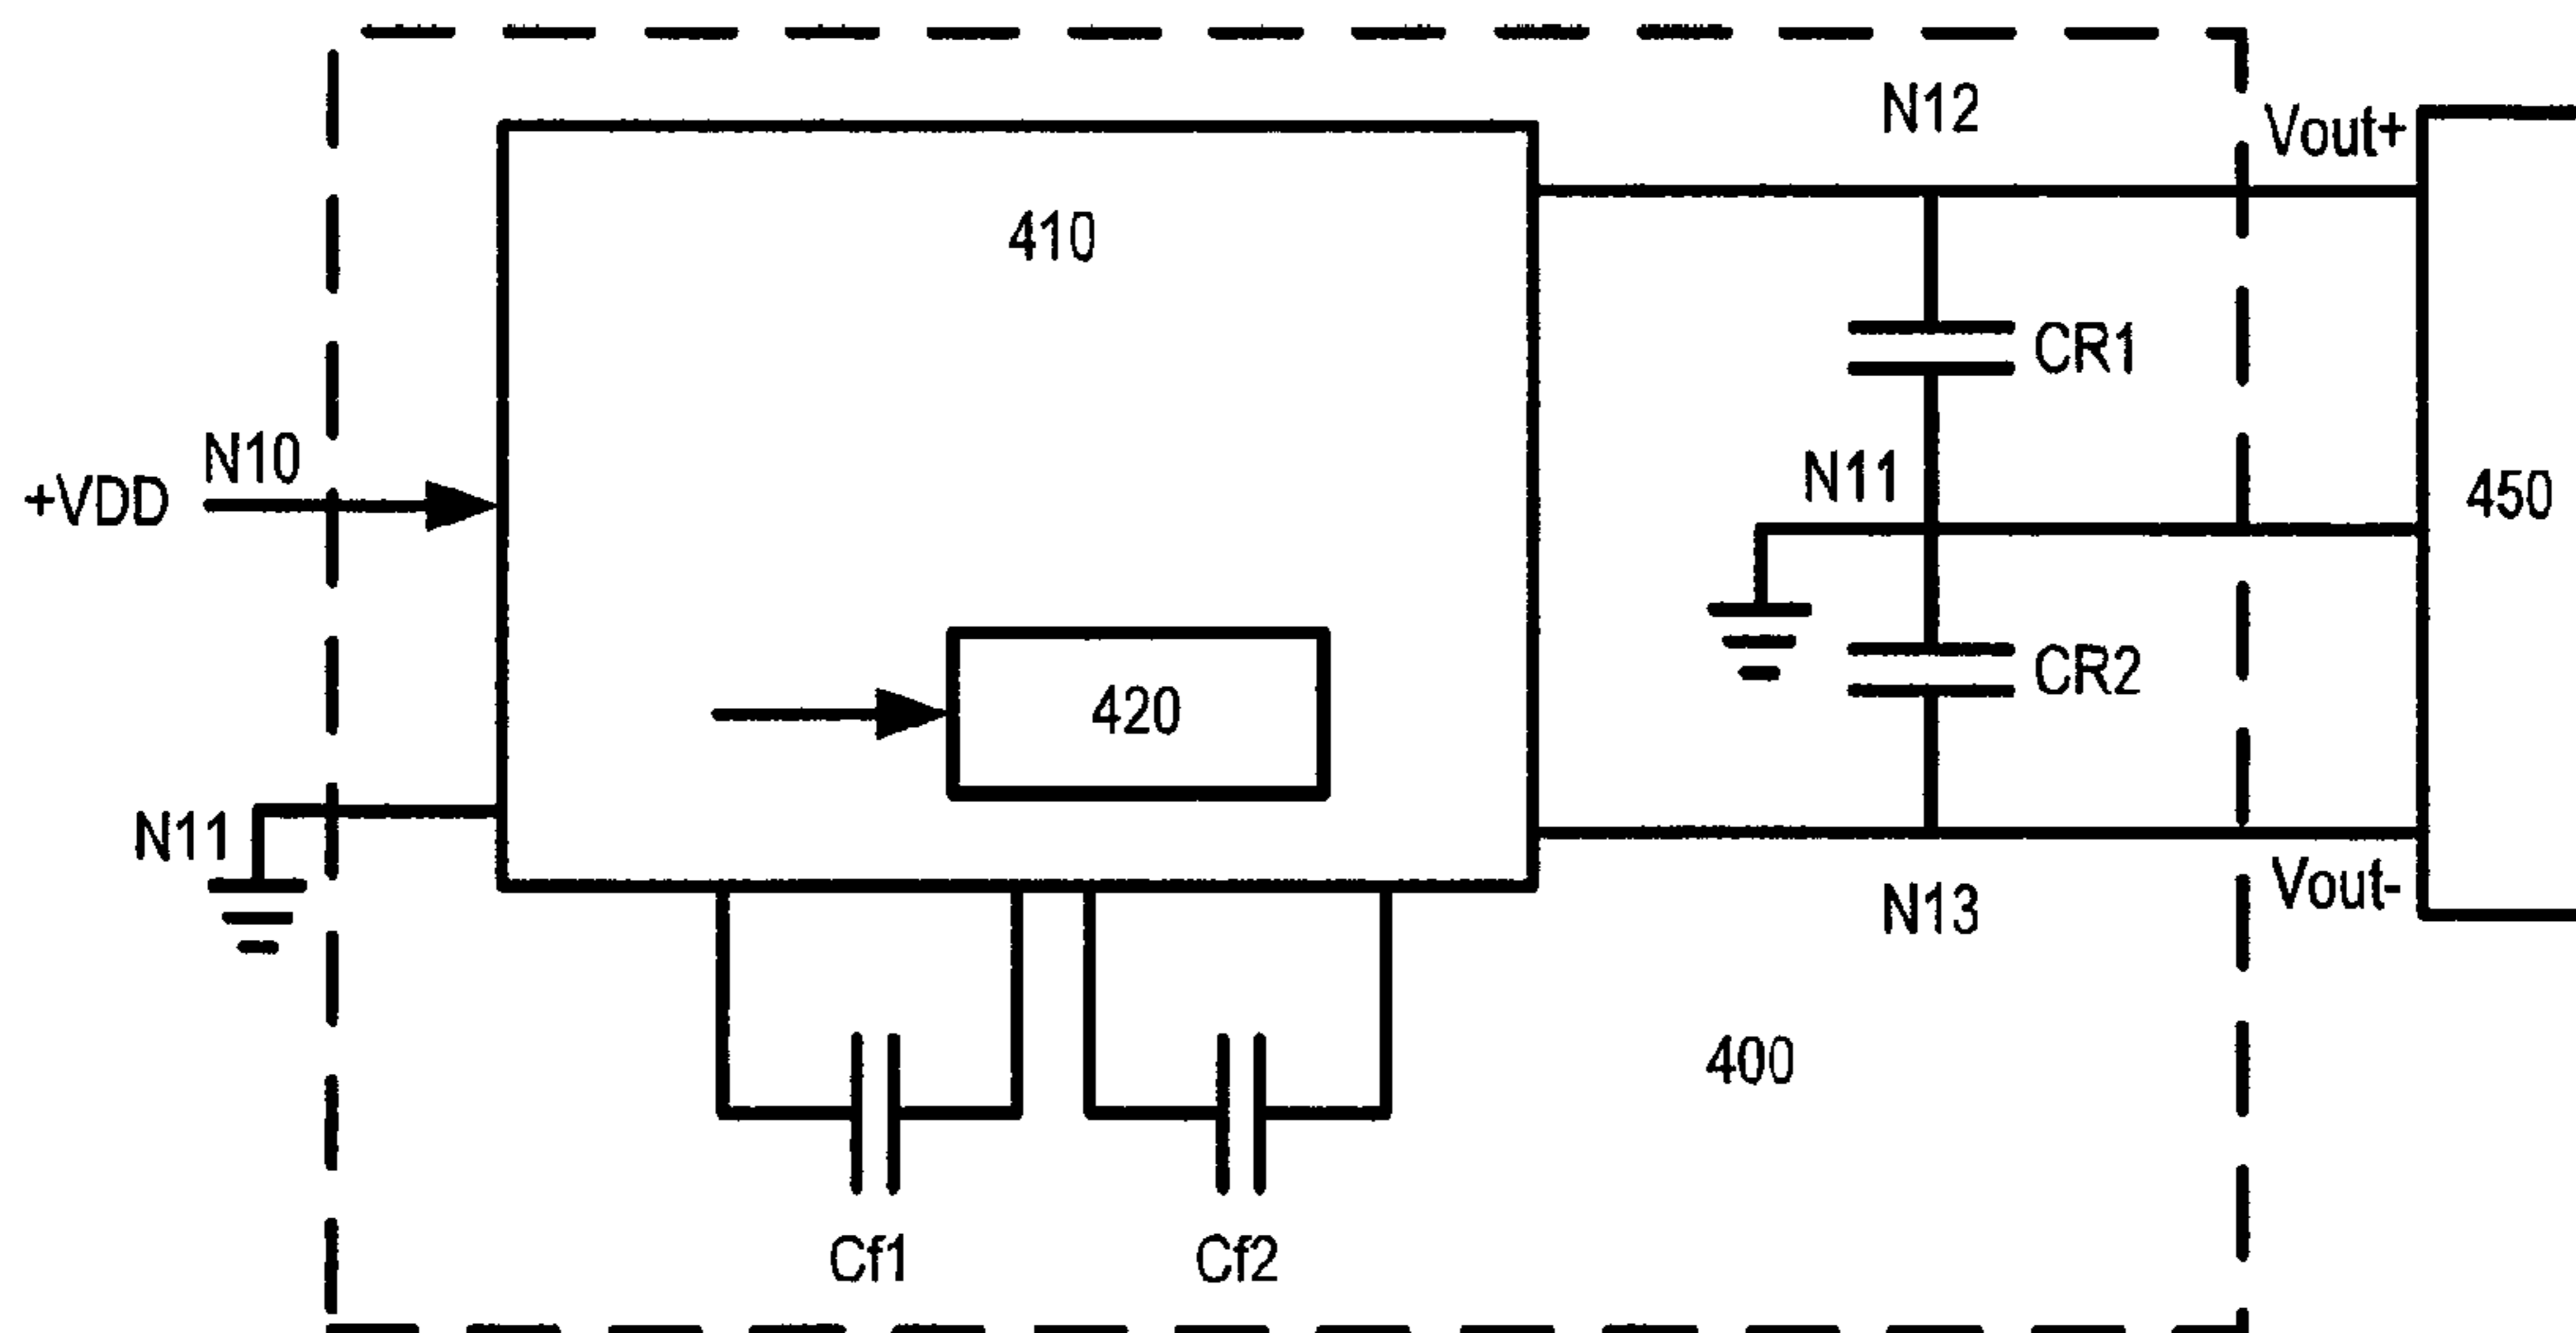 N12
Vout+
410
CR1
N10
N11
+VDD
450
CR2
420
N11
Vout-
N13
400
Cf1
Cf2